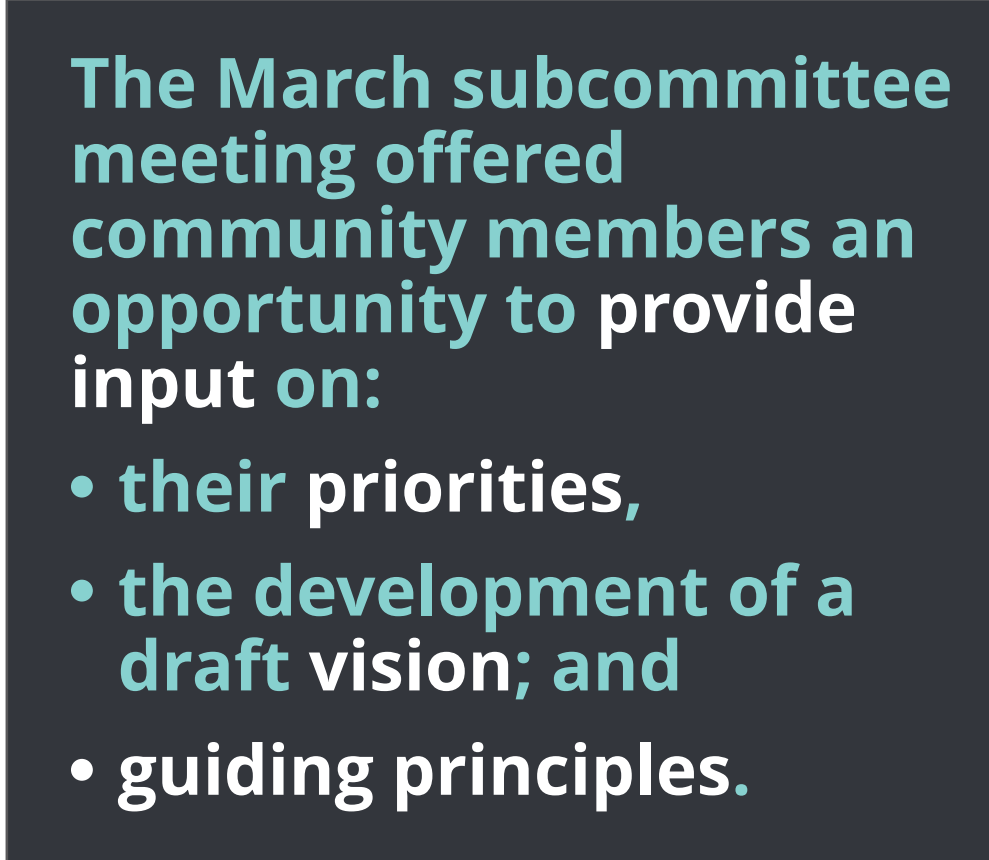 The March subcommittee
meeting offered
community members an
opportunity to provide
input on:
• their priorities,
• the development of a
draft vision; and
• guiding principles.